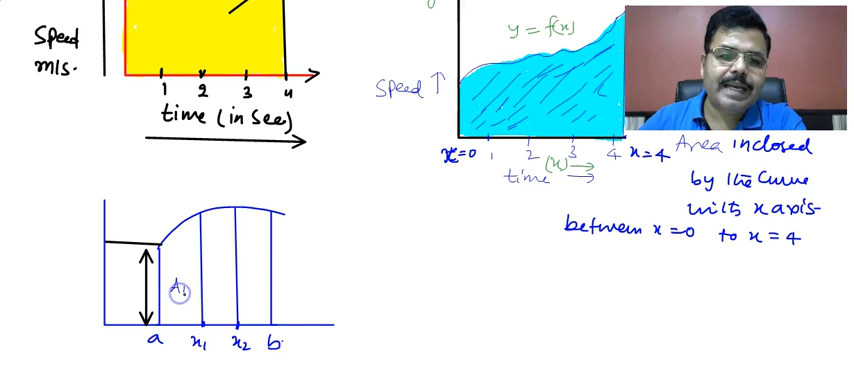 Speed
m/s.
1 2 3 4
time (in sec)
y = f(x)
Speed ↑
x=0 1 2 3 4 x=4
(x) →
time →
Area inclosed
by the curve
with x axis
between x=0 to x=4
A₁
a x₁ x₂ b.